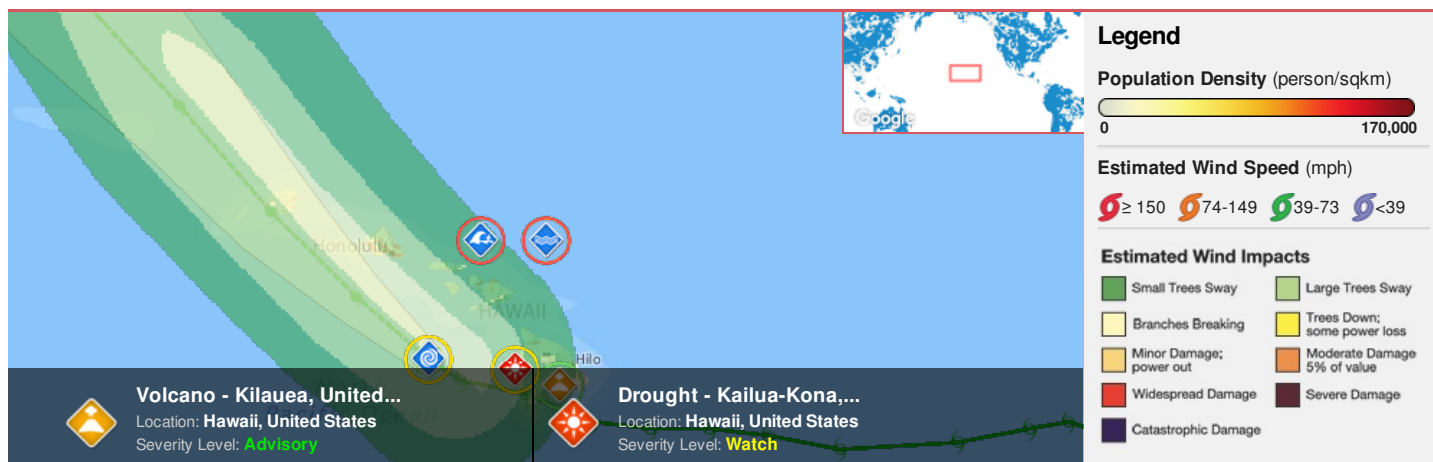 Google
Honolulu
HAWAII
Hilo
Volcano - Kilauea, United...
Location: Hawaii, United States
Severity Level: Advisory
Drought - Kailua-Kona,...
Location: Hawaii, United States
Severity Level: Watch
Legend
Population Density (person/sqkm)
0 170,000
Estimated Wind Speed (mph)
≥ 150 74-149 39-73 <39
Estimated Wind Impacts
Small Trees Sway
Large Trees Sway
Branches Breaking
Trees Down;
some power loss
Minor Damage;
power out
Moderate Damage
5% of value
Widespread Damage
Severe Damage
Catastrophic Damage